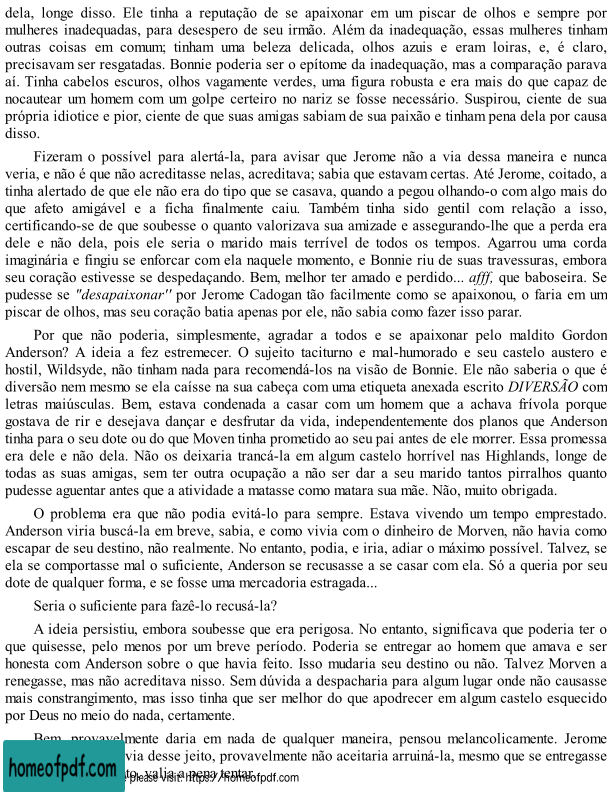 dela, longe disso. Ele tinha a reputação de se apaixonar em um piscar de olhos e sempre por
mulheres inadequadas, para desespero de seu irmão. Além da inadequação, essas mulheres tinham
outras coisas em comum; tinham uma beleza delicada, olhos azuis e eram loiras, e, é claro,
precisavam ser resgatadas. Bonnie poderia ser o epítome da inadequação, mas a comparação parava
aí. Tinha cabelos escuros, olhos vagamente verdes, uma figura robusta e era mais do que capaz de
nocautear um homem com um golpe certeiro no nariz se fosse necessário. Suspirou, ciente de sua
própria idiotice e pior, ciente de que suas amigas sabiam de sua paixão e tinham pena dela por causa
disso.
Fizeram o possível para alertá-la, para avisar que Jerome não a via dessa maneira e nunca
veria, e não é que não acreditasse nelas, acreditava; sabia que estavam certas. Até Jerome, coitado, a
tinha alertado de que ele não era do tipo que se casava, quando a pegou olhando-o com algo mais do
que afeto amigável e a ficha finalmente caiu. Também tinha sido gentil com relação a isso,
certificando-se de que soubesse o quanto valorizava sua amizade e assegurando-lhe que a perda era
dele e não dela, pois ele seria o marido mais terrível de todos os tempos. Agarrou uma corda
imaginária e fingiu se enforcar com ela naquele momento, e Bonnie riu de suas travessuras, embora
seu coração estivesse se despedaçando. Bem, melhor ter amado e perdido... afff, que baboseira. Se
pudesse se "desapaixonar" por Jerome Cadogan tão facilmente como se apaixonou, o faria em um
piscar de olhos, mas seu coração batia apenas por ele, não sabia como fazer isso parar.
Por que não poderia, simplesmente, agradar a todos e se apaixonar pelo maldito Gordon
Anderson? A ideia a fez estremecer. O sujeito taciturno e mal-humorado e seu castelo austero e
hostil, Wildsyde, não tinham nada para recomendá-los na visão de Bonnie. Ele não saberia o que é
diversão nem mesmo se ela caísse na sua cabeça com uma etiqueta anexada escrito DIVERSÃO com
letras maiúsculas. Bem, estava condenada a casar com um homem que a achava frívola porque
gostava de rir e desejava dançar e desfrutar da vida, independentemente dos planos que Anderson
tinha para o seu dote ou do que Moven tinha prometido ao seu pai antes de ele morrer. Essa promessa
era dele e não dela. Não os deixaria trancá-la em algum castelo horrível nas Highlands, longe de
todas as suas amigas, sem ter outra ocupação a não ser dar a seu marido tantos pirralhos quanto
pudesse aguentar antes que a atividade a matasse como matara sua mãe. Não, muito obrigada.
O problema era que não podia evitá-lo para sempre. Estava vivendo um tempo emprestado.
Anderson viria buscá-la em breve, sabia, e como vivia com o dinheiro de Morven, não havia como
escapar de seu destino, não realmente. No entanto, podia, e iria, adiar o máximo possível. Talvez, se
ela se comportasse mal o suficiente, Anderson se recusasse a se casar com ela. Só a queria por seu
dote de qualquer forma, e se fosse uma mercadoria estragada...
Seria o suficiente para fazê-lo recusá-la?
A ideia persistiu, embora soubesse que era perigosa. No entanto, significava que poderia ter o
que quisesse, pelo menos por um breve período. Poderia se entregar ao homem que amava e ser
honesta com Anderson sobre o que havia feito. Isso mudaria seu destino ou não. Talvez Morven a
renegasse, mas não acreditava nisso. Sem dúvida a despacharia para algum lugar onde não causasse
mais constrangimento, mas isso tinha que ser melhor do que apodrecer em algum castelo esquecido
por Deus no meio do nada, certamente.
Bem, provavelmente daria em nada de qualquer maneira, pensou melancolicamente. Jerome
via desse jeito, provavelmente não aceitaria arruiná-la, mesmo que se entregasse
valia a pena tentar.
homeofpdf.com please visit: https://homeofpdf.com